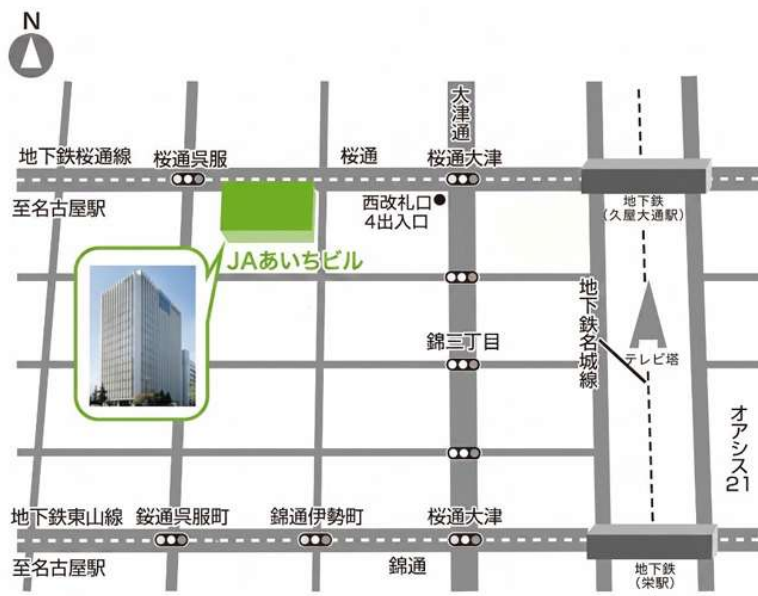 N
大津通
地下鉄桜通線
桜通呉服
桜通
桜通大津
至名古屋駅
西改札口
4出入口
地下鉄
(久屋大通駅)
JAあいちビル
地下鉄名城線
錦三丁目
テレビ塔
オアシス21
地下鉄東山線
鋄通呉服町
錦通伊勢町
桜通大津
至名古屋駅
錦通
地下鉄
(栄駅)